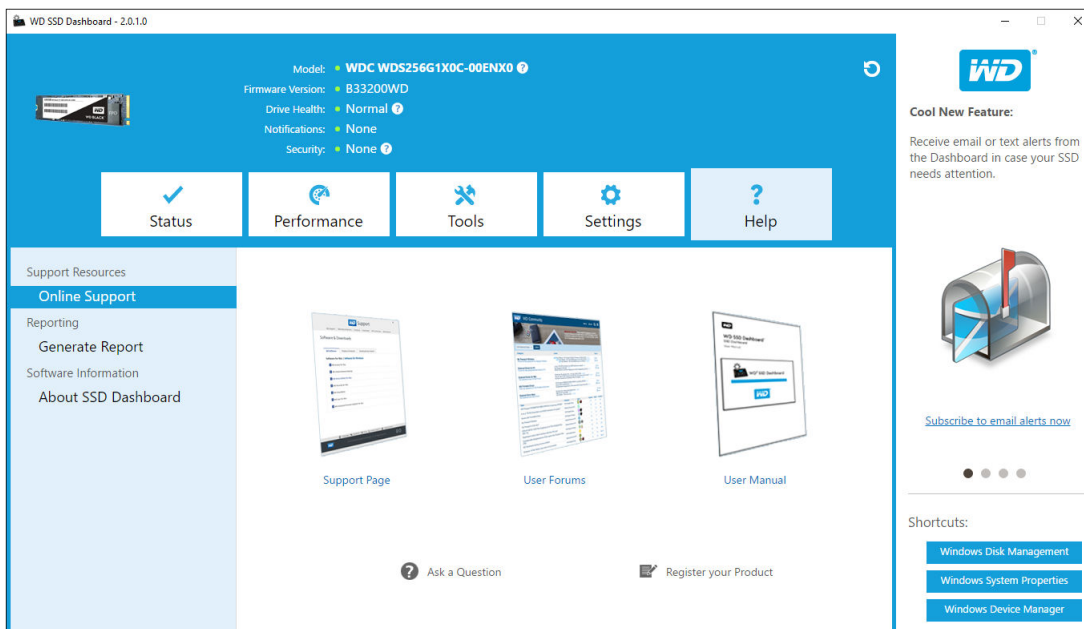 WD SSD Dashboard - 2.0.1.0
Model: WDC WDS256G1X0C-00ENX0
Firmware Version: B33200WD
Drive Health: Normal
Notifications: None
Security: None
Status
Performance
Tools
Settings
Help
Support Resources
Online Support
Reporting
Generate Report
Software Information
About SSD Dashboard
Support Page
User Forums
User Manual
Ask a Question
Register your Product
WD
Cool New Feature:
Receive email or text alerts from
the Dashboard in case your SSD
needs attention.
Subscribe to email alerts now
Shortcuts:
Windows Disk Management
Windows System Properties
Windows Device Manager